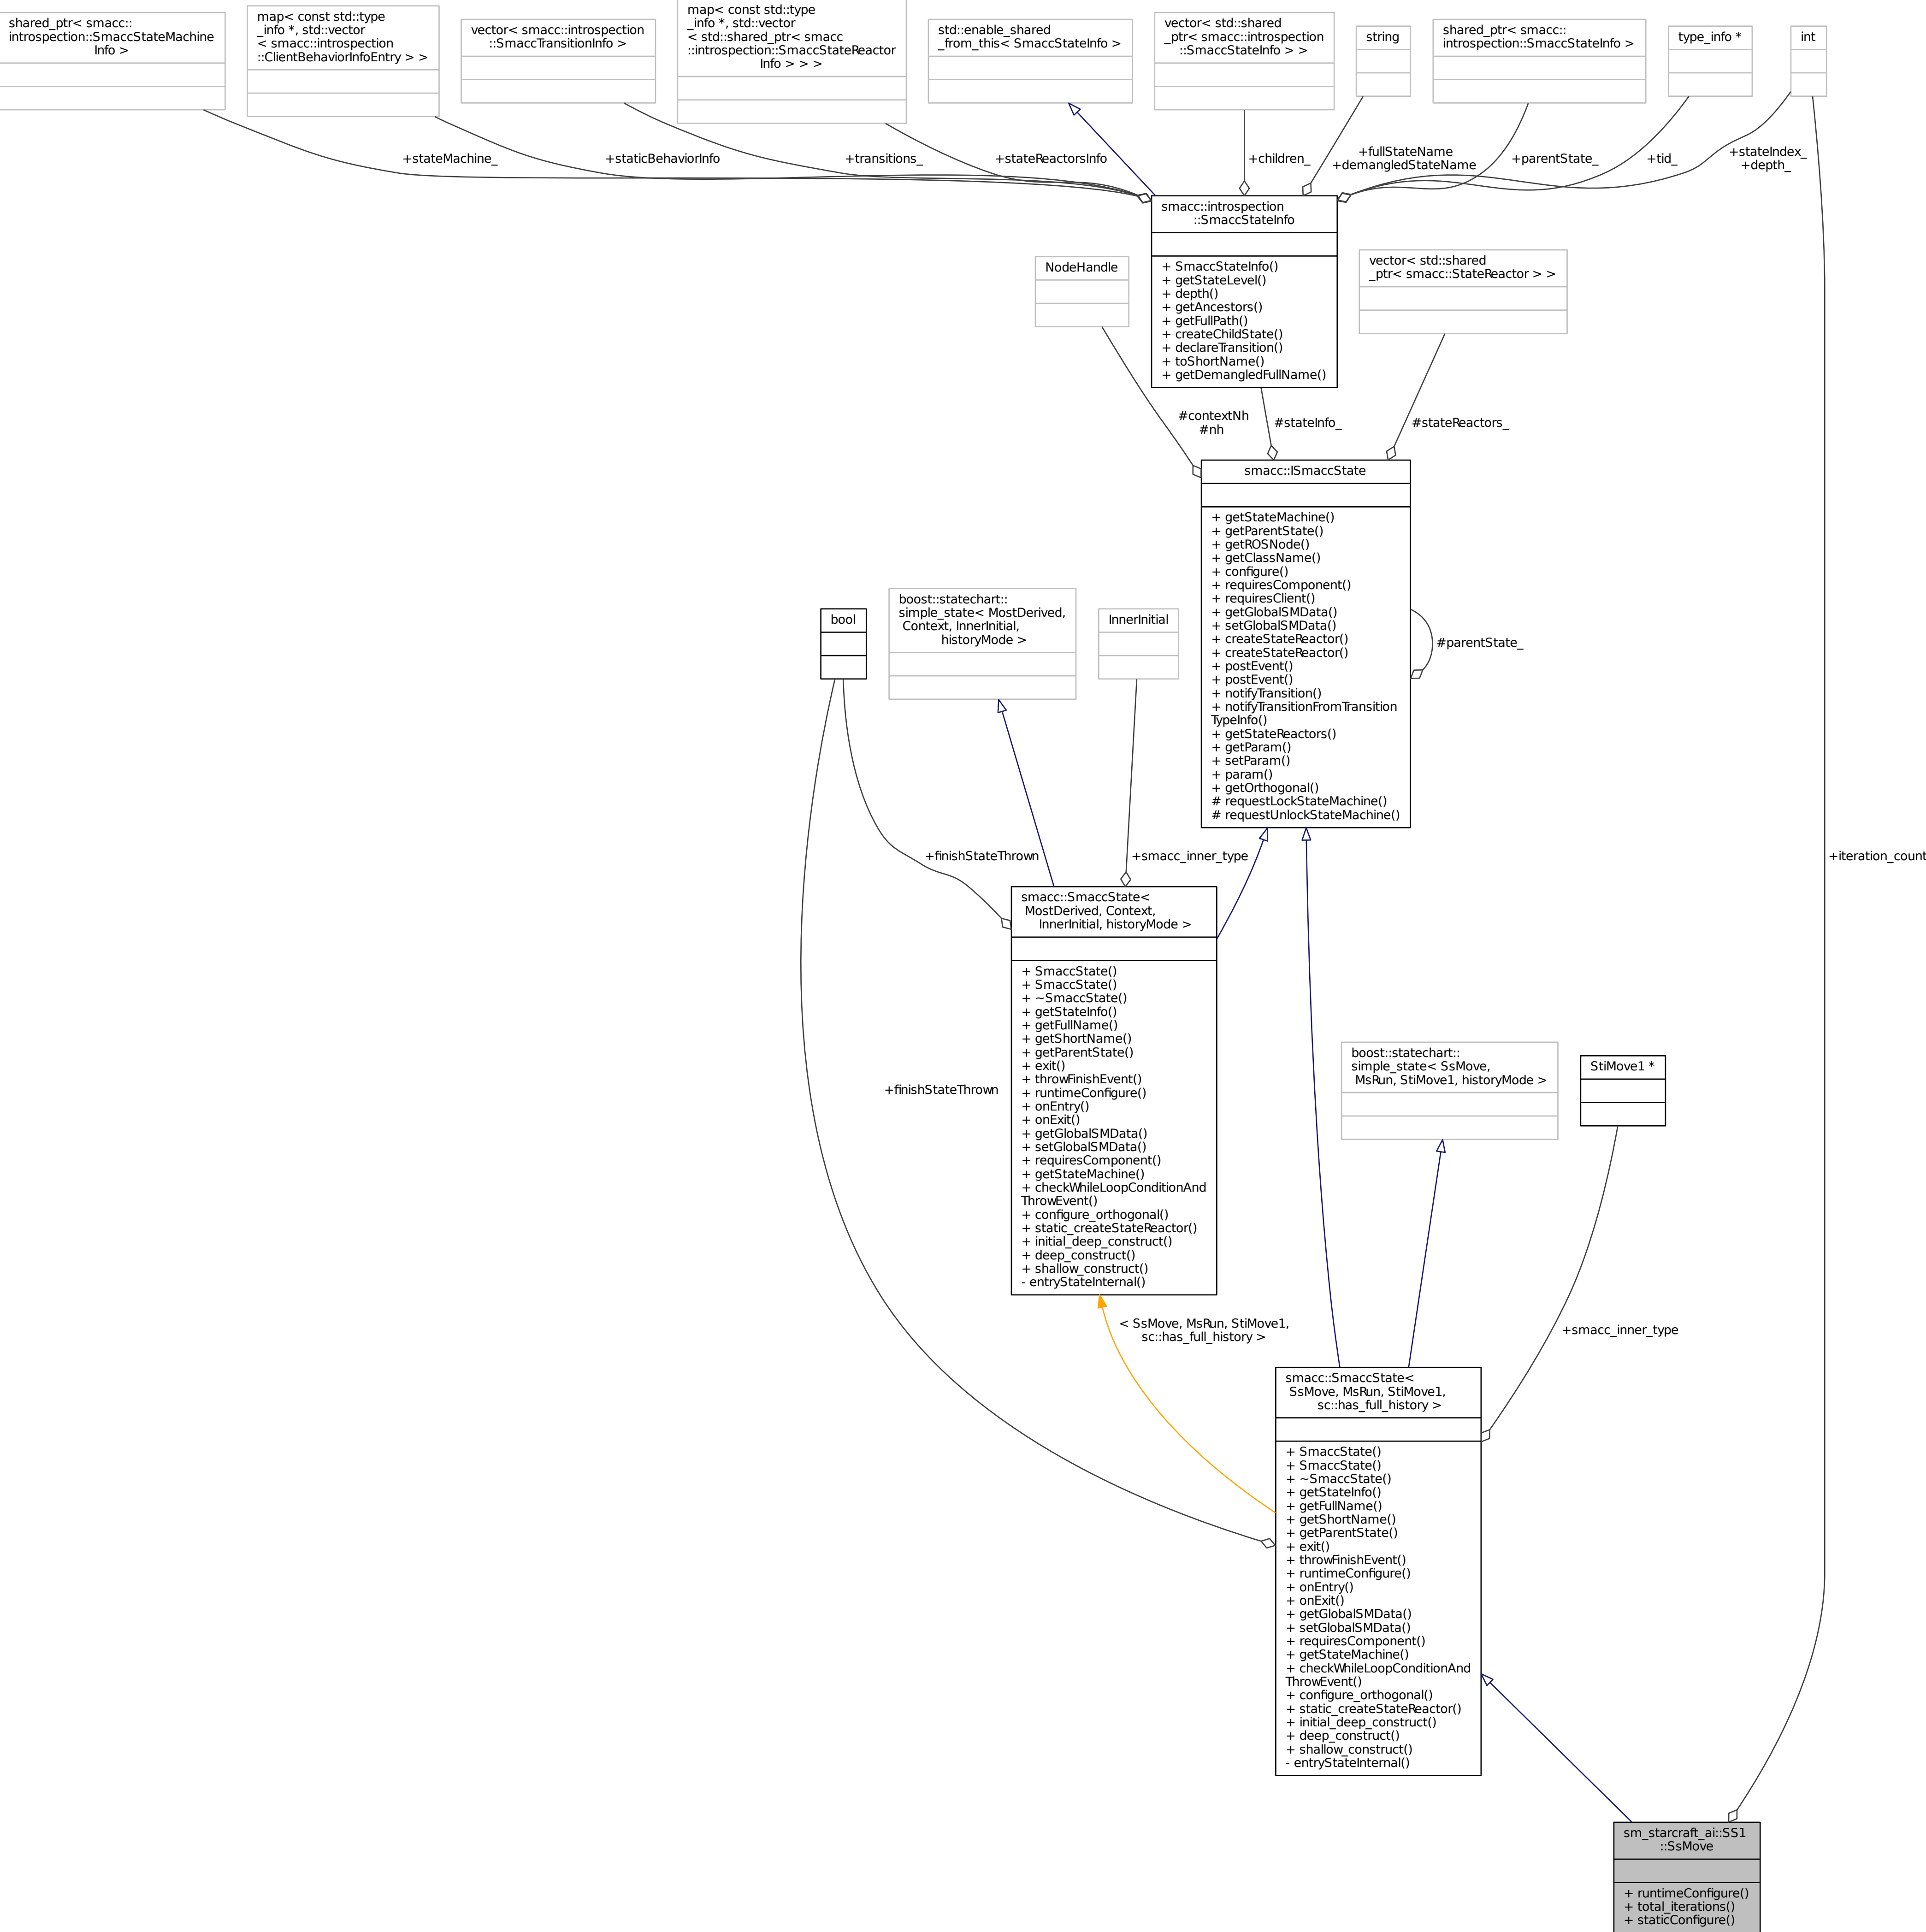 shared_ptr< smacc::
introspection::SmaccStateMachine
Info >
map< const std::type
_info *, std::vector
< smacc::introspection
::ClientBehaviorInfoEntry > >
vector< smacc::introspection
::SmaccTransitionInfo >
map< const std::type
_info *, std::vector
< std::shared_ptr< smacc
::introspection::SmaccStateReactor
Info > > >
std::enable_shared
_from_this< SmaccStateInfo >
vector< std::shared
_ptr< smacc::introspection
::SmaccStateInfo > >
string
shared_ptr< smacc::
introspection::SmaccStateInfo >
type_info *
int
+stateMachine_
+staticBehaviorInfo
+transitions_
+stateReactorsInfo
+children_
+fullStateName
+demangledStateName
+parentState_
+tid_
+stateIndex_
+depth_
smacc::introspection
::SmaccStateInfo
+ SmaccStateInfo()
+ getStateLevel()
+ depth()
+ getAncestors()
+ getFullPath()
+ createChildState()
+ declareTransition()
+ toShortName()
+ getDemangledFullName()
NodeHandle
vector< std::shared
_ptr< smacc::StateReactor > >
#contextNh
#nh
#stateInfo_
#stateReactors_
smacc::ISmaccState
+ getStateMachine()
+ getParentState()
+ getROSNode()
+ getClassName()
+ configure()
+ requiresComponent()
+ requiresClient()
+ getGlobalSMData()
+ setGlobalSMData()
+ createStateReactor()
+ createStateReactor()
+ postEvent()
+ postEvent()
+ notifyTransition()
+ notifyTransitionFromTransition
TypeInfo()
+ getStateReactors()
+ getParam()
+ setParam()
+ param()
+ getOrthogonal()
# requestLockStateMachine()
# requestUnlockStateMachine()
#parentState_
bool
boost::statechart::
simple_state< MostDerived,
Context, InnerInitial,
historyMode >
InnerInitial
+finishStateThrown
+smacc_inner_type
+iteration_count
smacc::SmaccState<
MostDerived, Context,
InnerInitial, historyMode >
+ SmaccState()
+ SmaccState()
+ ~SmaccState()
+ getStateInfo()
+ getFullName()
+ getShortName()
+ getParentState()
+ exit()
+ throwFinishEvent()
+ runtimeConfigure()
+ onEntry()
+ onExit()
+ getGlobalSMData()
+ setGlobalSMData()
+ requiresComponent()
+ getStateMachine()
+ checkWhileLoopConditionAnd
ThrowEvent()
+ configure_orthogonal()
+ static_createStateReactor()
+ initial_deep_construct()
+ deep_construct()
+ shallow_construct()
- entryStateInternal()
+finishStateThrown
boost::statechart::
simple_state< SsMove,
MsRun, StiMove1, historyMode >
StiMove1 *
< SsMove, MsRun, StiMove1,
sc::has_full_history >
+smacc_inner_type
smacc::SmaccState<
SsMove, MsRun, StiMove1,
sc::has_full_history >
+ SmaccState()
+ SmaccState()
+ ~SmaccState()
+ getStateInfo()
+ getFullName()
+ getShortName()
+ getParentState()
+ exit()
+ throwFinishEvent()
+ runtimeConfigure()
+ onEntry()
+ onExit()
+ getGlobalSMData()
+ setGlobalSMData()
+ requiresComponent()
+ getStateMachine()
+ checkWhileLoopConditionAnd
ThrowEvent()
+ configure_orthogonal()
+ static_createStateReactor()
+ initial_deep_construct()
+ deep_construct()
+ shallow_construct()
- entryStateInternal()
sm_starcraft_ai::SS1
::SsMove
+ runtimeConfigure()
+ total_iterations()
+ staticConfigure()